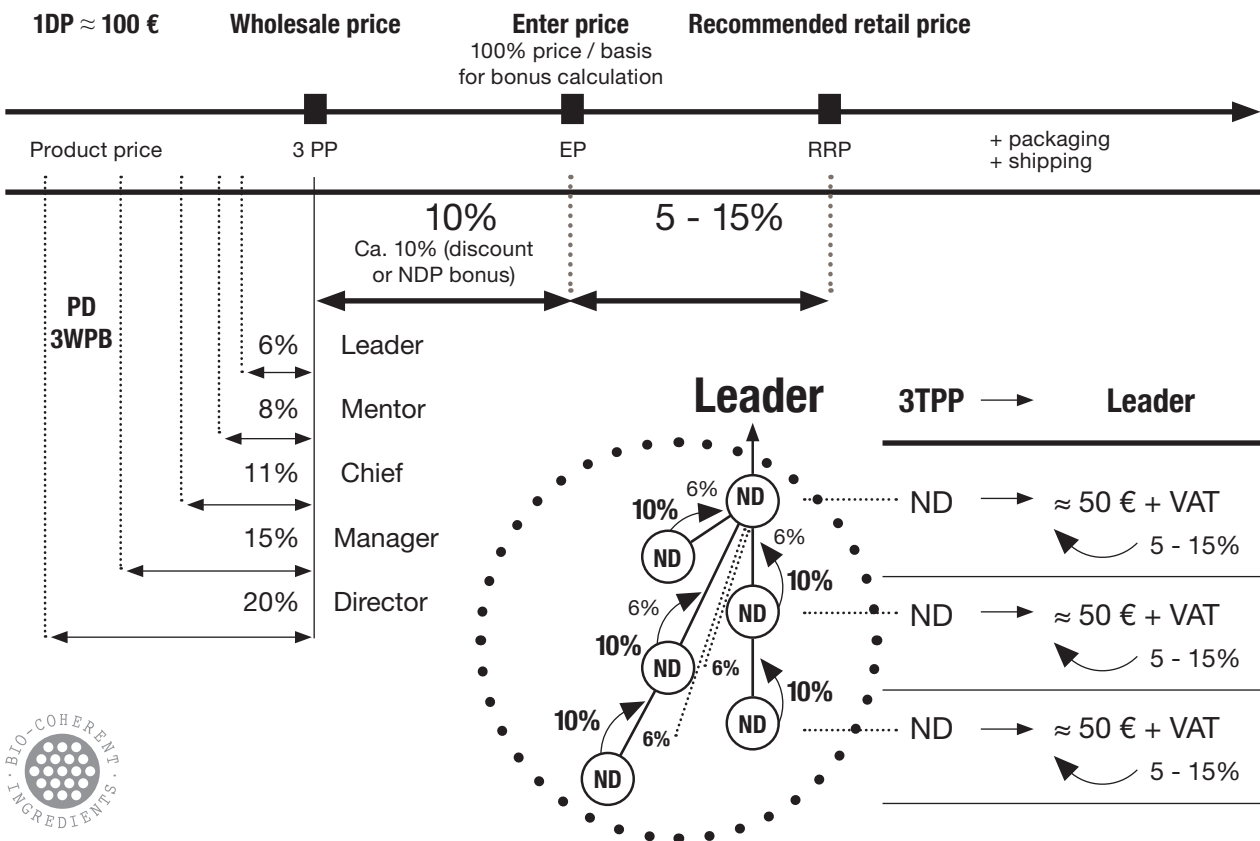 1DP ≈ 100 €
Wholesale price
Enter price
100% price / basis
for bonus calculation
Recommended retail price
Product price
3 PP
EP
RRP
+ packaging
+ shipping
10%
Ca. 10% (discount
or NDP bonus)
5 - 15%
PD
3WPB
6% Leader
8% Mentor
11% Chief
15% Manager
20% Director
Leader
ND
6%
10%
ND
6%
10%
ND
6%
10%
ND
6%
10%
ND
10%
ND
6%
3TPP Leader
ND ≈ 50 € + VAT
5 - 15%
ND ≈ 50 € + VAT
5 - 15%
ND ≈ 50 € + VAT
5 - 15%
· BIO-COHERENT ·
INGREDIENTS